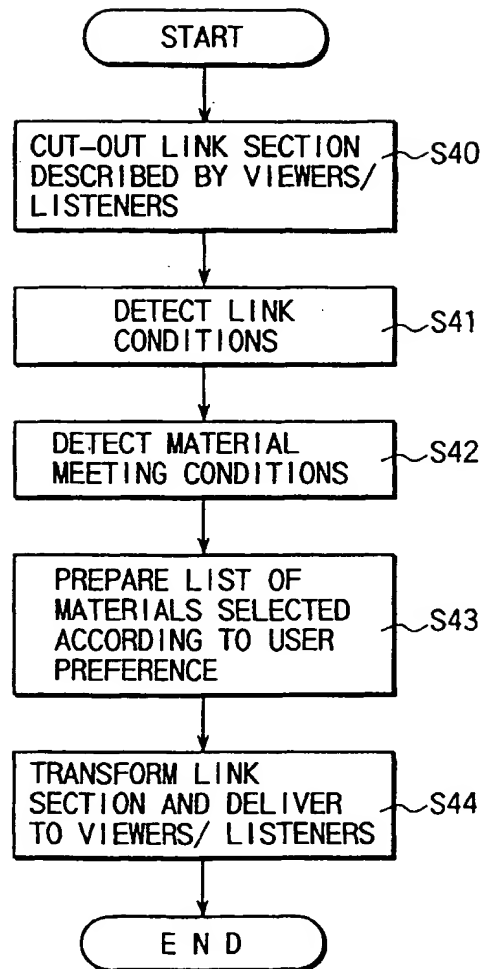 START
CUT-OUT LINK SECTION
DESCRIBED BY VIEWERS/
LISTENERS
S40
DETECT LINK
CONDITIONS
S41
DETECT MATERIAL
MEETING CONDITIONS
S42
PREPARE LIST OF
MATERIALS SELECTED
ACCORDING TO USER
PREFERENCE
S43
TRANSFORM LINK
SECTION AND DELIVER
TO VIEWERS/ LISTENERS
S44
END